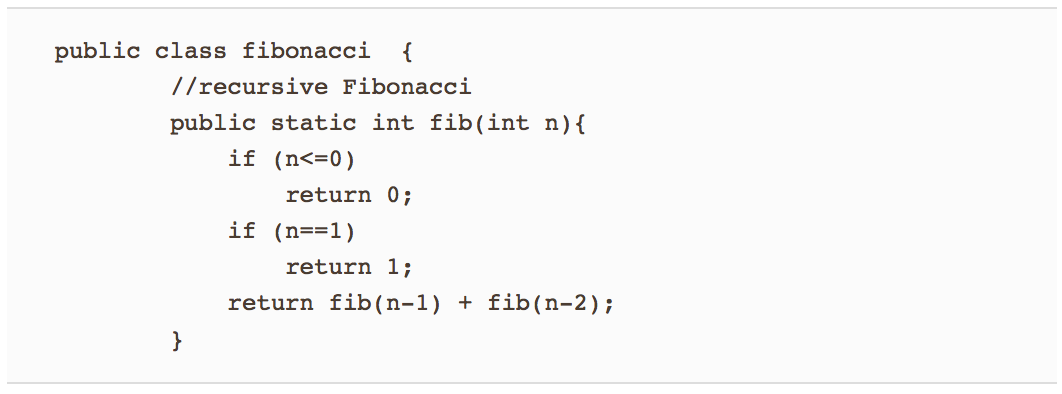 public class fibonacci  {
        //recursive Fibonacci
        public static int fib(int n){
            if (n<=0)
                return 0;
            if (n==1)
                return 1;
            return fib(n-1) + fib(n-2);
        }